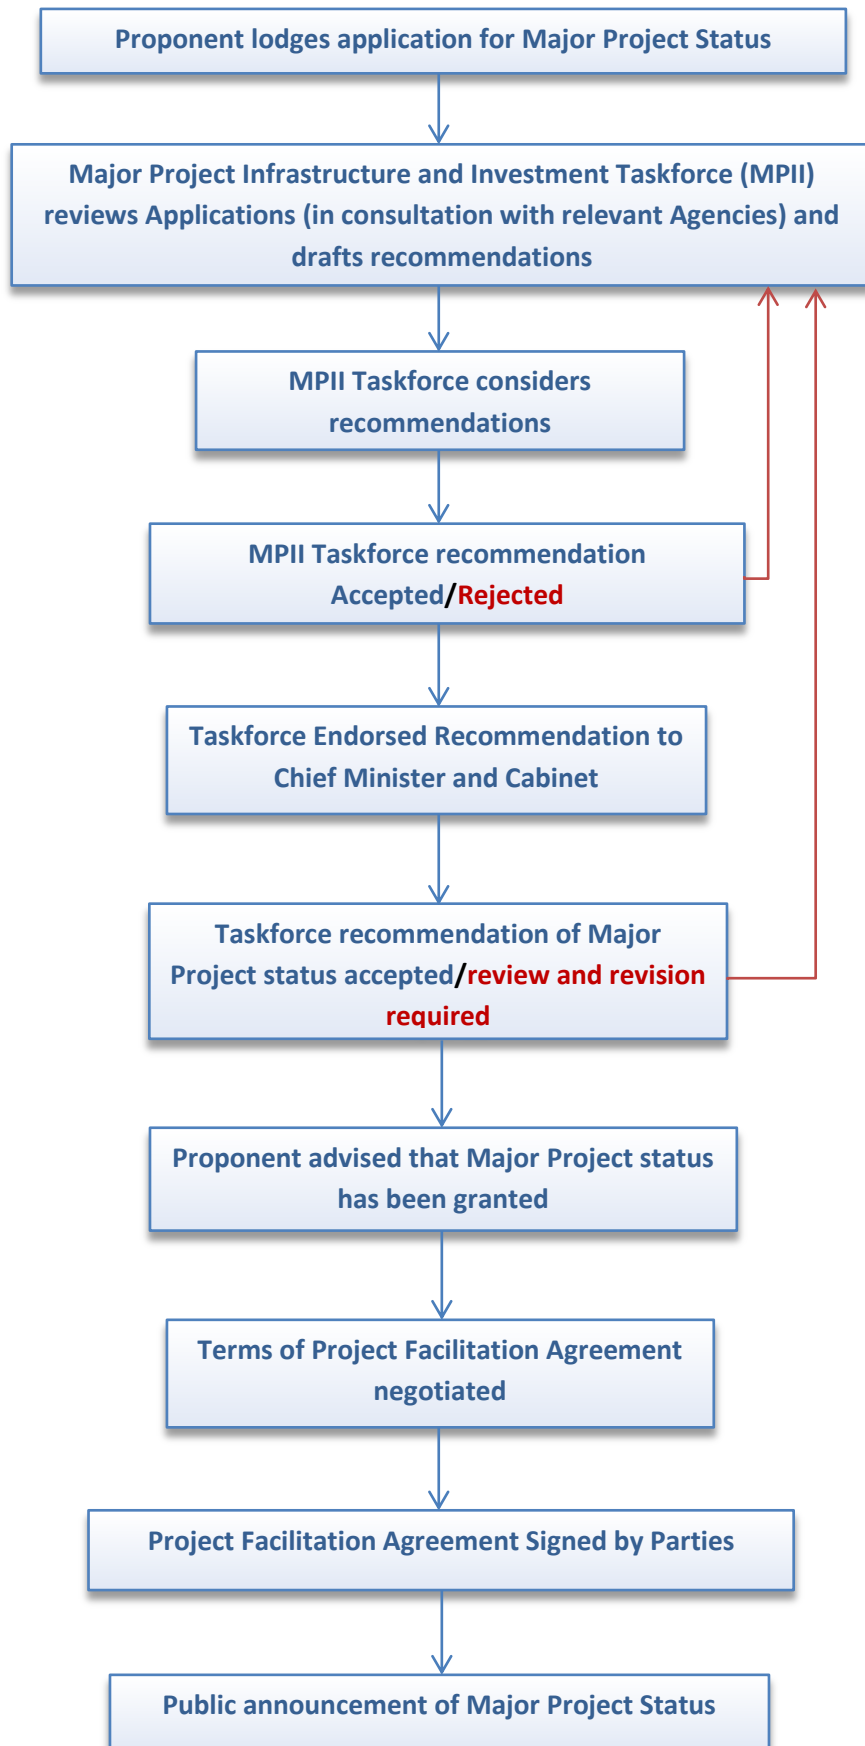 Proponent lodges application for Major Project Status
Major Project Infrastructure and Investment Taskforce (MPII)
reviews Applications (in consultation with relevant Agencies) and
drafts recommendations
MPII Taskforce considers
recommendations
MPII Taskforce recommendation
Accepted/Rejected
Taskforce Endorsed Recommendation to
Chief Minister and Cabinet
Taskforce recommendation of Major
Project status accepted/review and revision
required
Proponent advised that Major Project status
has been granted
Terms of Project Facilitation Agreement
negotiated
Project Facilitation Agreement Signed by Parties
Public announcement of Major Project Status